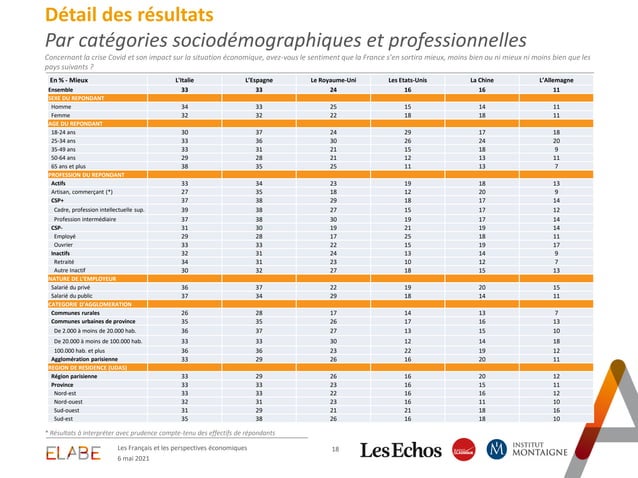 Détail des résultats
Par catégories sociodémographiques et professionnelles
Concernant la crise Covid et son impact sur la situation économique, avez-vous le sentiment que la France s'en sortira mieux, moins bien ou ni mieux ni moins bien que les
pays suivants ?
En % - Mieux L'Italie L'Espagne Le Royaume-Uni Les Etats-Unis La Chine L'Allemagne
Ensemble 33 33 24 16 16 11
SEXE DU REPONDANT
Homme 34 33 25 15 14 11
Femme 32 32 22 18 18 11
AGE DU REPONDANT
18-24 ans 30 37 24 29 17 18
25-34 ans 33 36 30 26 24 20
35-49 ans 33 31 21 15 18 9
50-64 ans 29 28 21 12 13 11
65 ans et plus 38 35 25 11 13 7
PROFESSION DU REPONDANT
Actifs 33 34 23 19 18 13
Artisan, commerçant (*) 27 35 18 12 20 9
CSP+ 37 38 29 18 17 14
Cadre, profession intellectuelle sup. 39 38 27 15 17 12
Profession intermédiaire 37 38 30 19 17 14
CSP- 31 30 19 21 19 14
Employé 29 28 17 25 18 11
Ouvrier 33 33 22 15 19 17
Inactifs 32 31 24 13 14 9
Retraité 34 31 23 10 12 7
Autre Inactif 30 32 27 18 15 13
NATURE DE L'EMPLOYEUR
Salarié du privé 36 37 22 19 20 15
Salarié du public 37 34 29 18 14 11
CATEGORIE D'AGGLOMERATION
Communes rurales 26 28 17 14 13 7
Communes urbaines de province 35 35 26 17 16 13
De 2.000 à moins de 20.000 hab. 36 37 27 13 15 10
De 20.000 à moins de 100.000 hab. 33 33 30 12 14 18
100.000 hab. et plus 36 36 23 22 19 12
Agglomération parisienne 33 29 26 16 20 11
REGION DE RESIDENCE (UDA5)
Région parisienne 33 29 26 16 20 12
Province 33 33 23 16 15 11
Nord-est 33 33 22 16 16 12
Nord-ouest 32 31 23 16 11 10
Sud-ouest 31 29 21 21 18 16
Sud-est 35 38 26 16 16 10
* Résultats à interpréter avec prudence compte-tenu des effectifs de répondants
ELABE
Les Français et les perspectives économiques
6 mai 2021
18
Les Echos
RADIO CLASSIQUE
M
INSTITUT
MONTAIGNE